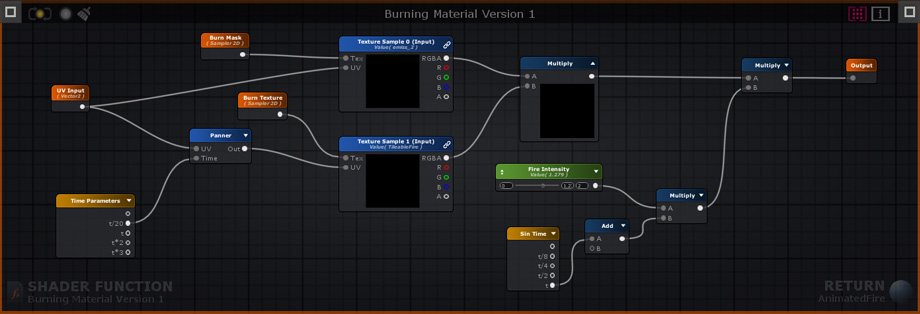 Burning Material Version 1
Burn Mask
( Sampler 2D )
Texture Sample 0 (Input)
Value( emiss_2 )
Tex
UV
RGBA
R
G
B
A
Multiply
A
B
Multiply
A
B
Output
UV Input
( Vector2 )
Burn Texture
( Sampler 2D )
Panner
UV
Time
Out
Texture Sample 1 (Input)
Value( TileableFire )
Tex
UV
RGBA
R
G
B
A
Fire Intensity
Value( 1.279 )
0
1.2
2
Multiply
A
B
Time Parameters
t/20
t
t*2
t*3
Add
A
B
Sin Time
t/8
t/4
t/2
t
SHADER FUNCTION
Burning Material Version 1
RETURN
AnimatedFire